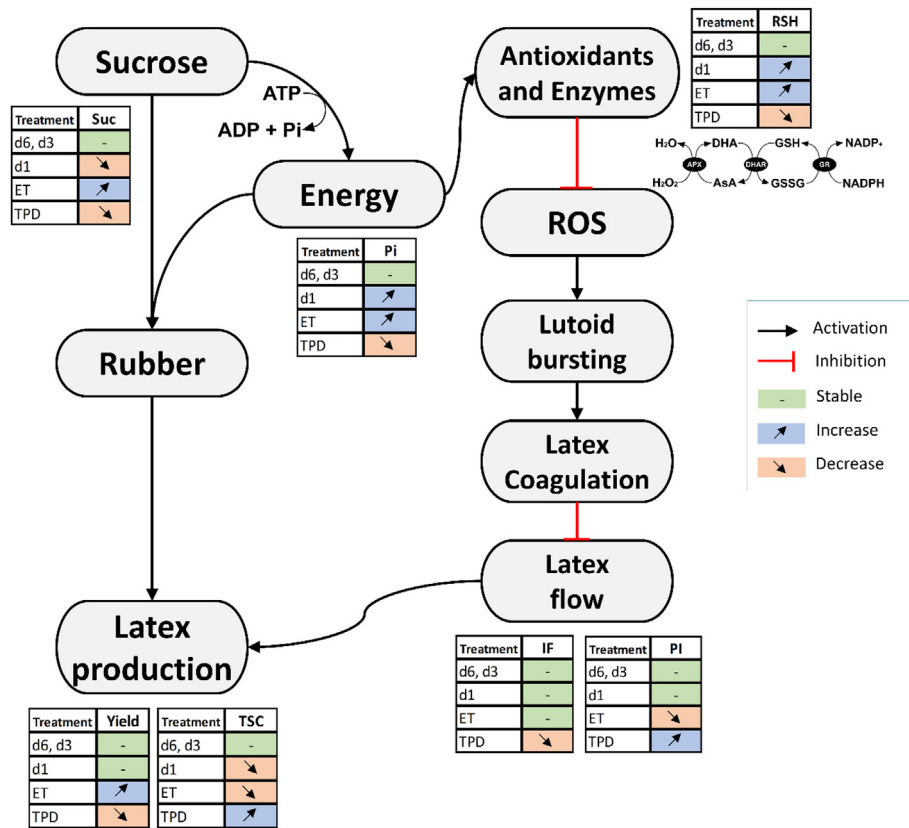 Sucrose
ATP
ADP + Pi
Antioxidants
and Enzymes
Treatment RSH
d6, d3 -
d1 ↗
ET ↗
TPD ↘
Treatment Suc
d6, d3 -
d1 ↘
ET ↗
TPD ↘
H₂O DHA GSH NADP+
APX DHAR GR
H₂O₂ AsA GSSG NADPH
Energy
ROS
Treatment Pi
d6, d3 -
d1 ↗
ET ↗
TPD ↘
Rubber
Lutoid
bursting
Activation
Inhibition
- Stable
↗ Increase
↘ Decrease
Latex
Coagulation
Latex
flow
Latex
production
Treatment IF
d6, d3 -
d1 -
ET -
TPD ↘
Treatment PI
d6, d3 -
d1 -
ET ↘
TPD ↗
Treatment Yield
d6, d3 -
d1 -
ET ↗
TPD ↘
Treatment TSC
d6, d3 -
d1 ↘
ET ↘
TPD ↗